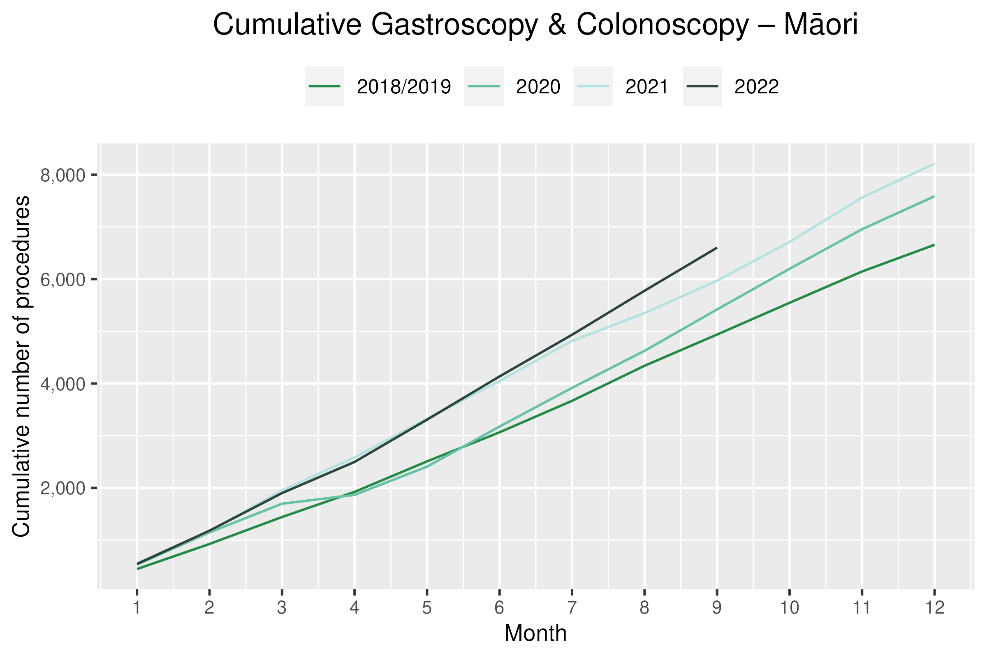 Cumulative Gastroscopy & Colonoscopy – Māori
2018/2019 2020 2021 2022
8,000
6,000
4,000
2,000
Cumulative number of procedures
1 2 3 4 5 6 7 8 9 10 11 12
Month